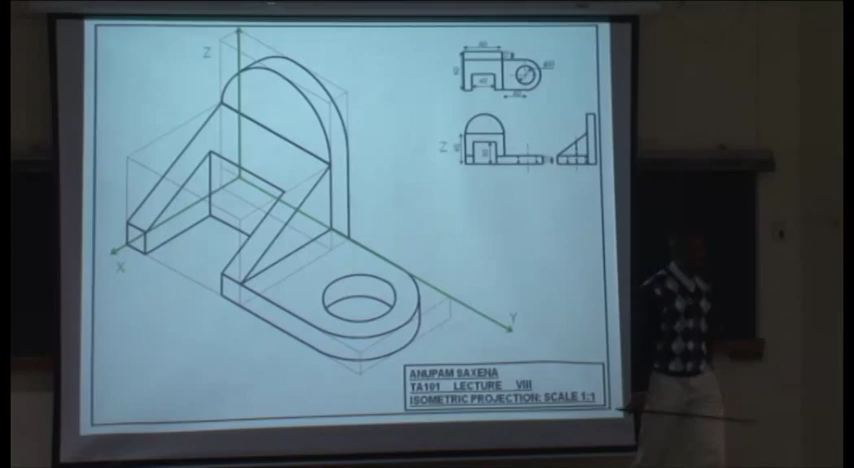 Z
X
Y
Z
ANUPAM SAXENA
TA101 LECTURE VIII
ISOMETRIC PROJECTION: SCALE 1:1